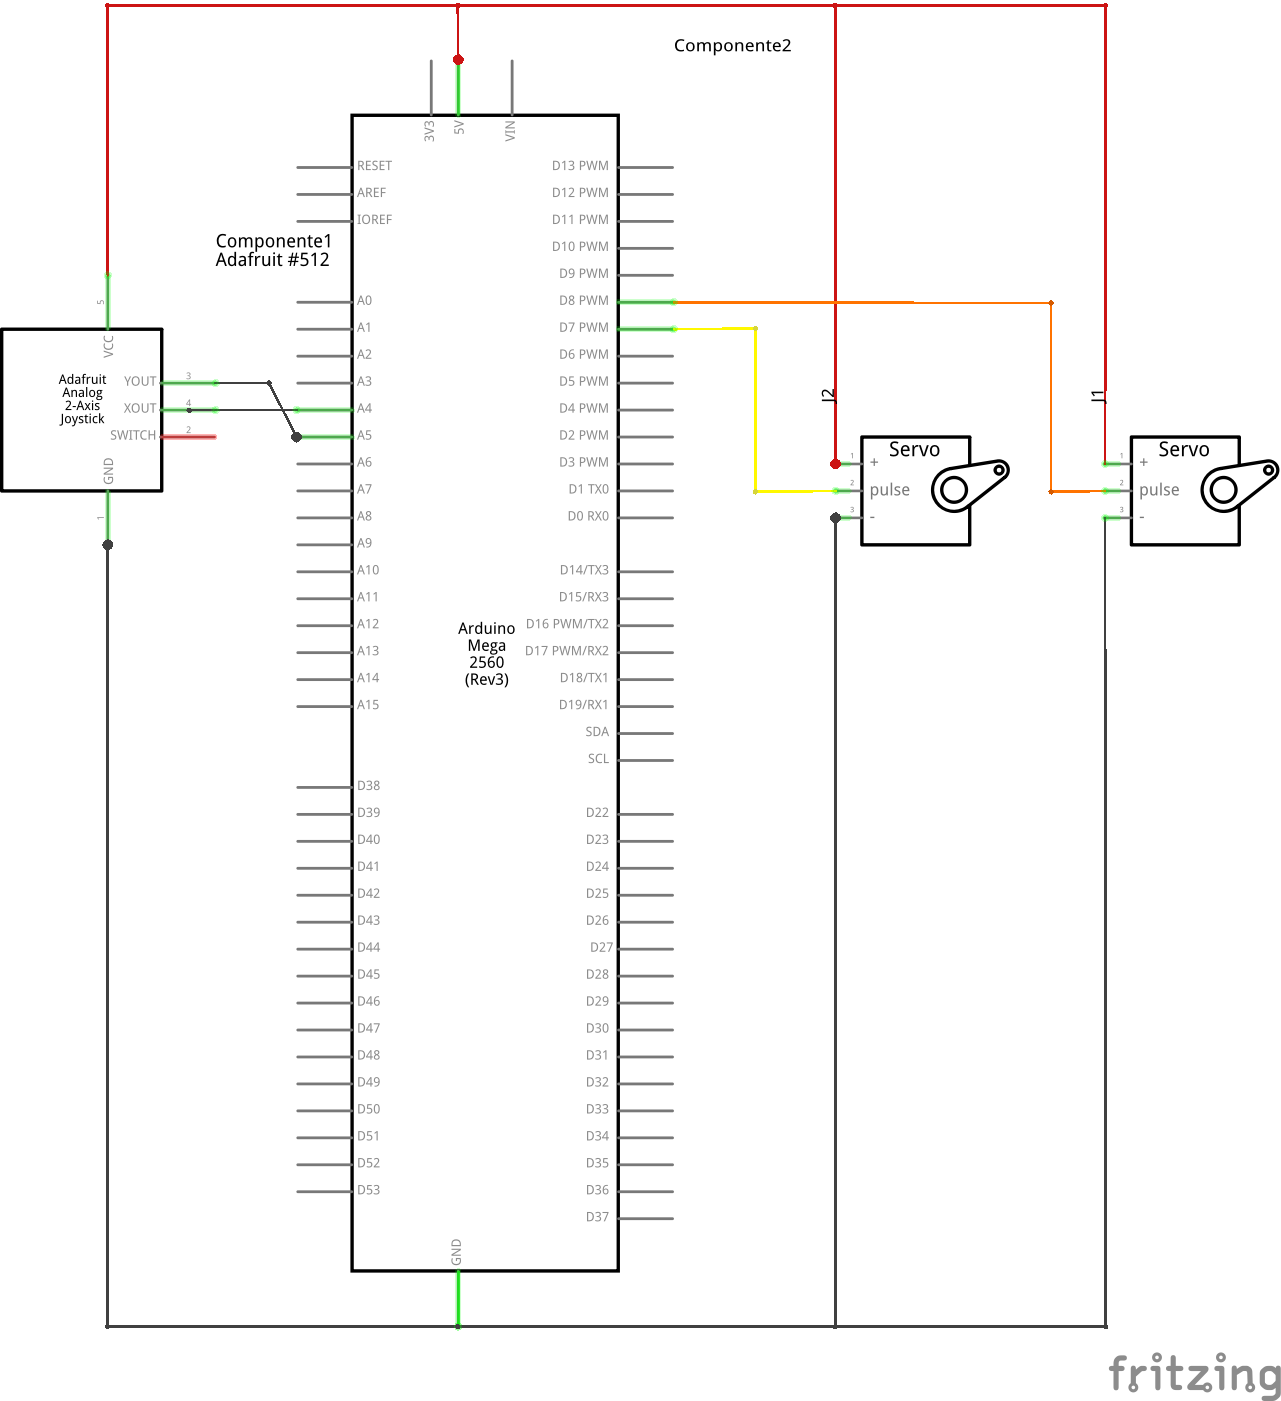 Componente2
3V3
5V
VIN
RESET
AREF
IOREF
Componente1
Adafruit #512
A0
A1
A2
A3
A4
A5
A6
A7
A8
A9
A10
A11
A12
A13
A14
A15
D38
D39
D40
D41
D42
D43
D44
D45
D46
D47
D48
D49
D50
D51
D52
D53
D13 PWM
D12 PWM
D11 PWM
D10 PWM
D9 PWM
D8 PWM
D7 PWM
D6 PWM
D5 PWM
D4 PWM
D2 PWM
D3 PWM
D1 TX0
D0 RX0
D14/TX3
D15/RX3
D16 PWM/TX2
D17 PWM/RX2
D18/TX1
D19/RX1
SDA
SCL
D22
D23
D24
D25
D26
D27
D28
D29
D30
D31
D32
D33
D34
D35
D36
D37
Arduino
Mega
2560
(Rev3)
GND
5
VCC
Adafruit
Analog
2-Axis
Joystick
YOUT
3
XOUT
4
SWITCH
2
GND
1
J2
Servo
1
+
2
pulse
3
-
J1
Servo
1
+
2
pulse
3
-
fritzing